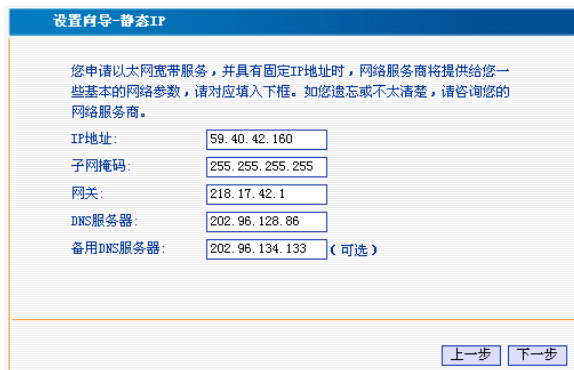 设置向导-静态IP
您申请以太网宽带服务，并具有固定IP地址时，网络服务商将提供给您一
些基本的网络参数，请对应填入下框。如您遗忘或不太清楚，请咨询您的
网络服务商。
IP地址: 59.40.42.160
子网掩码: 255.255.255.255
网关: 218.17.42.1
DNS服务器: 202.96.128.86
备用DNS服务器: 202.96.134.133 (可选)
上一步 下一步